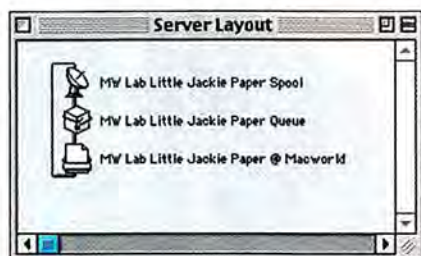 Server Layout
MW Lab Little Jackie Paper Spool
MW Lab Little Jackie Paper Queue
MW Lab Little Jackie Paper @ Macworld